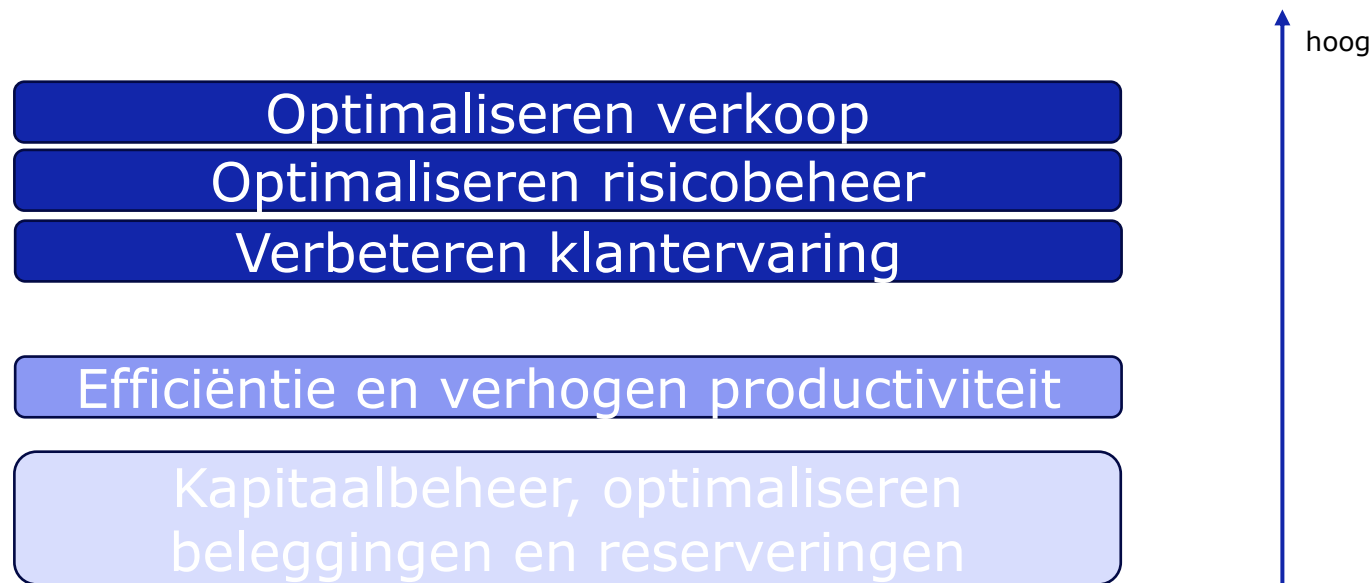 hoog
Optimaliseren verkoop
Optimaliseren risicobeheer
Verbeteren klantervaring
Efficiëntie en verhogen productiviteit
Kapitaalbeheer, optimaliseren
beleggingen en reserveringen